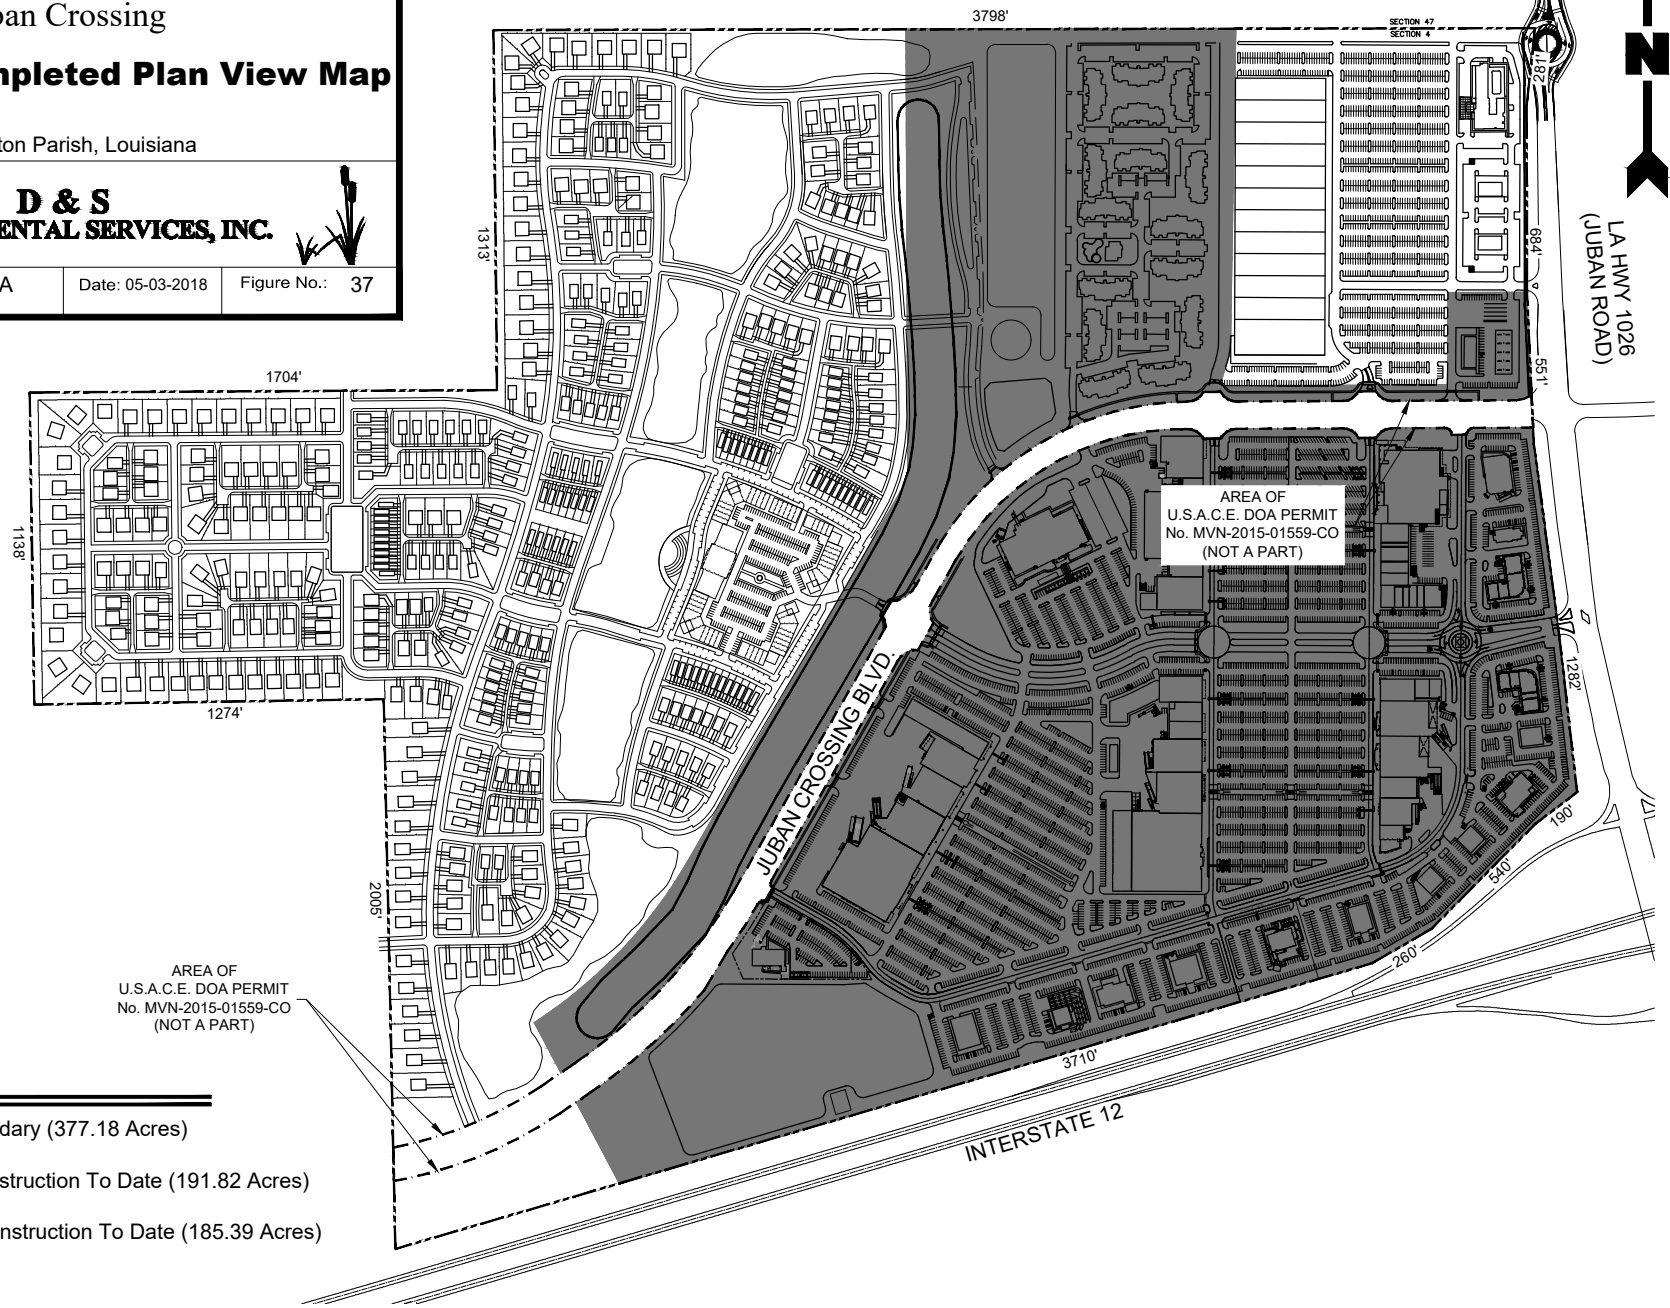 ban Crossing
mpleted Plan View Map
ton Parish, Louisiana
D & S
ENTAL SERVICES, INC.
A
Date: 05-03-2018
Figure No.: 37
3798'
SECTION 47
SECTION 4
281'
N
LA HWY 1026
(JUBAN ROAD)
684'
551'
1313'
1704'
1138'
1274'
AREA OF
U.S.A.C.E. DOA PERMIT
No. MVN-2015-01559-CO
(NOT A PART)
JUBAN CROSSING BLVD.
1282'
190'
540'
260'
2005'
AREA OF
U.S.A.C.E. DOA PERMIT
No. MVN-2015-01559-CO
(NOT A PART)
3710'
INTERSTATE 12
dary (377.18 Acres)
struction To Date (191.82 Acres)
nstruction To Date (185.39 Acres)